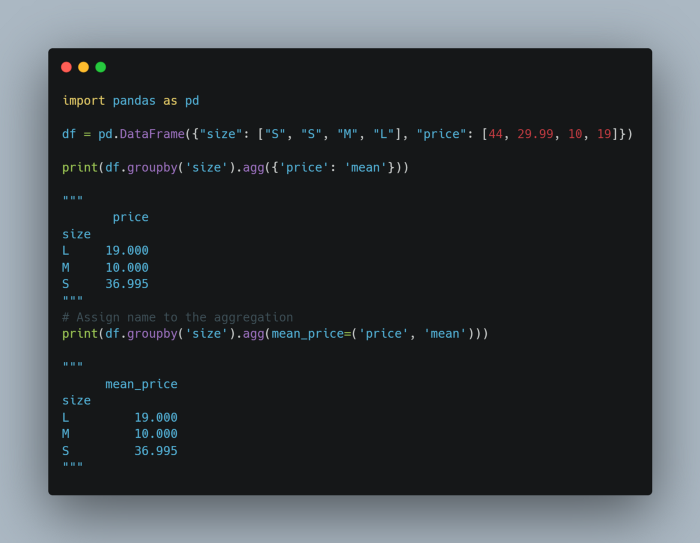 import pandas as pd
df = pd.DataFrame({"size": ["S", "S", "M", "L"], "price": [44, 29.99, 10, 19]})
print(df.groupby('size').agg({'price': 'mean'}))
"""
price
size
L     19.000
M     10.000
S     36.995
"""
# Assign name to the aggregation
print(df.groupby('size').agg(mean_price=('price', 'mean')))
"""
mean_price
size
L         19.000
M         10.000
S         36.995
"""